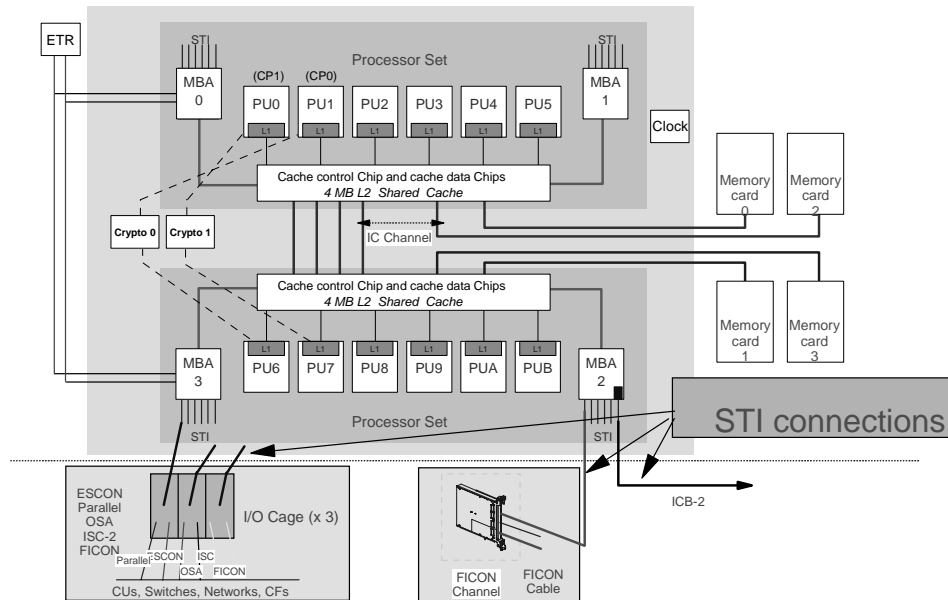 ETR
STI
MBA
0
Processor Set
(CP1)
(CP0)
PU0
PU1
PU2
PU3
PU4
PU5
L1
L1
L1
L1
L1
L1
STI
MBA
1
Clock
Cache control Chip and cache data Chips
4 MB L2 Shared Cache
Memory
card
0
Memory
card
2
Crypto 0
Crypto 1
IC Channel
Cache control Chip and cache data Chips
4 MB L2 Shared Cache
Memory
card
1
Memory
card
3
L1
L1
L1
L1
L1
L1
PU6
PU7
PU8
PU9
PUA
PUB
MBA
3
MBA
2
STI
Processor Set
STI
STI connections
ESCON
Parallel
OSA
ISC-2
FICON
I/O Cage (x 3)
Parallel
ESCON
OSA
ISC
FICON
CUs, Switches, Networks, CFs
FICON
Channel
FICON
Cable
ICB-2